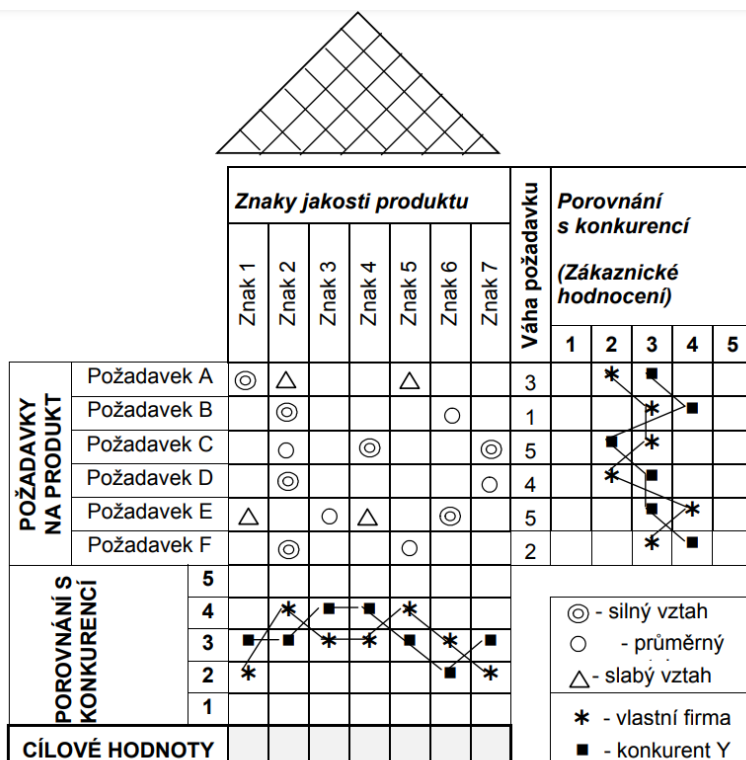 Znaky jakosti produktu
Znak 1
Znak 2
Znak 3
Znak 4
Znak 5
Znak 6
Znak 7
Váha požadavku
Porovnání
s konkurencí
(Zákaznické
hodnocení)
1 2 3 4 5
POŽADAVKY
NA PRODUKT
Požadavek A 3
Požadavek B 1
Požadavek C 5
Požadavek D 4
Požadavek E 5
Požadavek F 2
POROVNÁNÍ S
KONKURENCÍ
5
4
3
2
1
CÍLOVÉ HODNOTY
- silný vztah
- průměrný
- slabý vztah
- vlastní firma
- konkurent Y